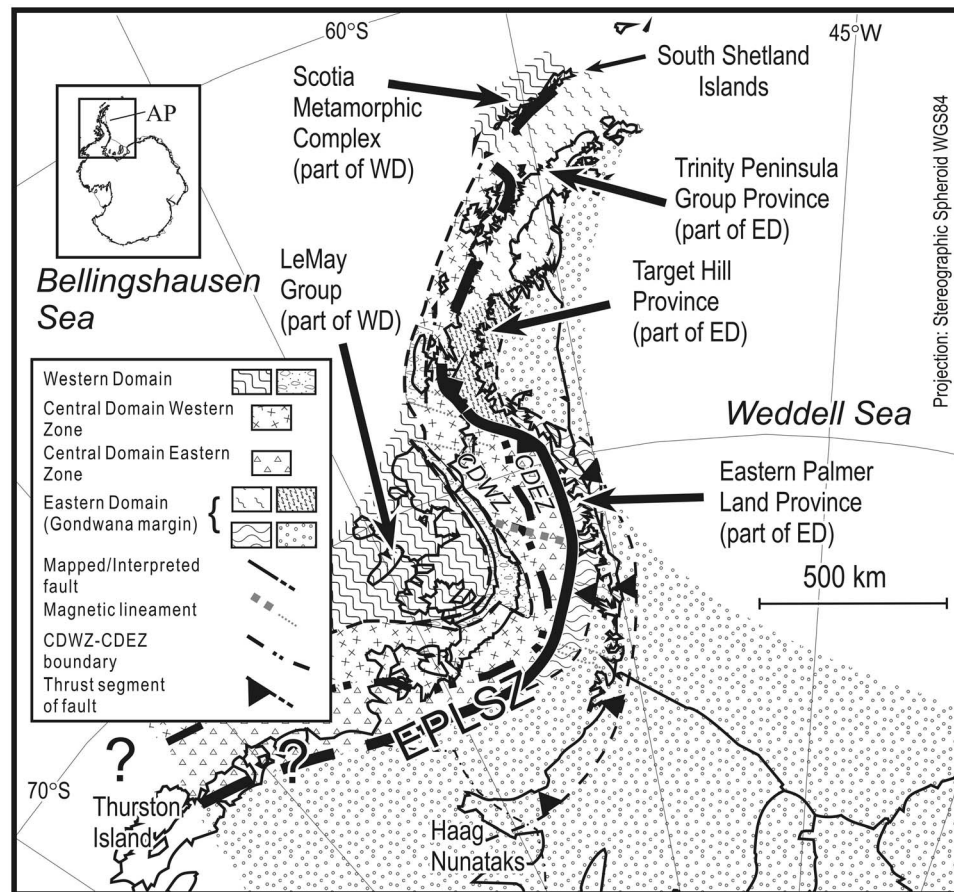 60°S
45°W
South Shetland
Islands
Scotia
Metamorphic
Complex
(part of WD)
AP
Trinity Peninsula
Group Province
(part of ED)
Projection: Stereographic Spheroid WGS84
Bellingshausen
Sea
LeMay
Group
(part of WD)
Target Hill
Province
(part of ED)
Western Domain
Central Domain Western
Zone
Central Domain Eastern
Zone
Eastern Domain
(Gondwana margin) {
Mapped/Interpreted
fault
Magnetic lineament
CDWZ-CDEZ
boundary
Thrust segment
of fault
Weddell Sea
CDWZ
CDEZ
Eastern Palmer
Land Province
(part of ED)
500 km
EPLSZ
?
?
70°S
Thurston
Island
Haag
Nunataks